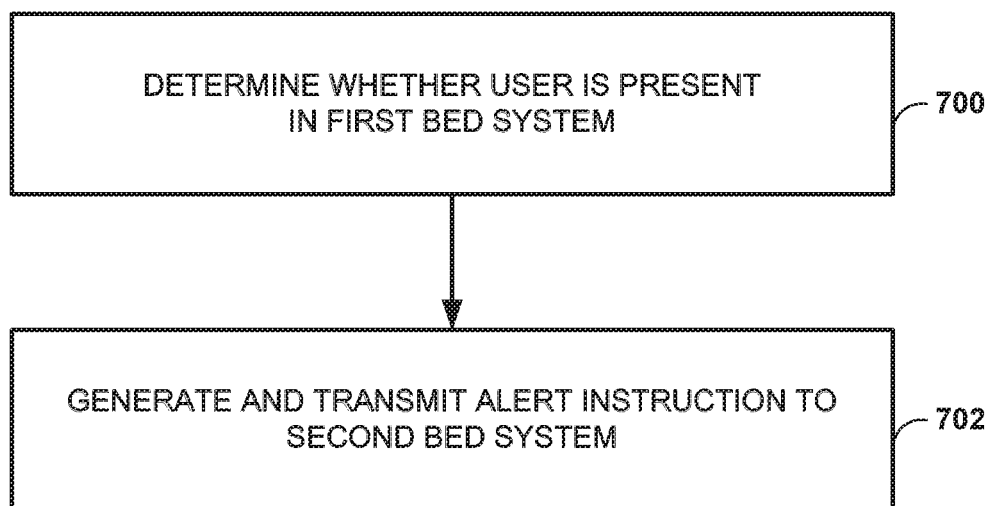 DETERMINE WHETHER USER IS PRESENT
IN FIRST BED SYSTEM
700
GENERATE AND TRANSMIT ALERT INSTRUCTION TO
SECOND BED SYSTEM
702